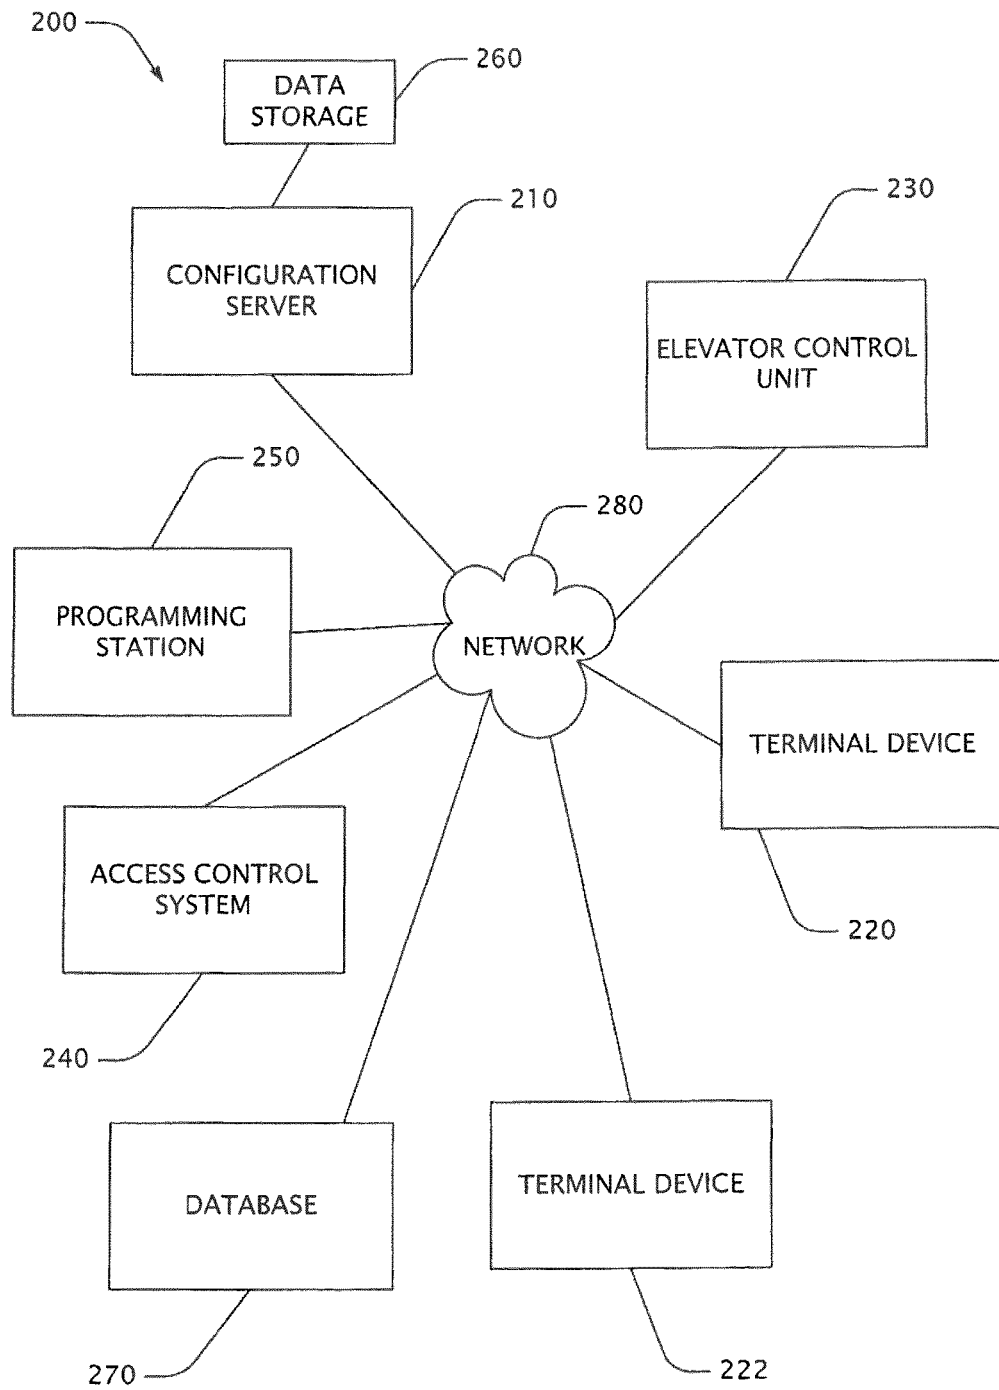 200
260
DATA
STORAGE
210
230
CONFIGURATION
SERVER
ELEVATOR CONTROL
UNIT
250
280
PROGRAMMING
STATION
NETWORK
TERMINAL DEVICE
ACCESS CONTROL
SYSTEM
220
240
DATABASE
TERMINAL DEVICE
270
222